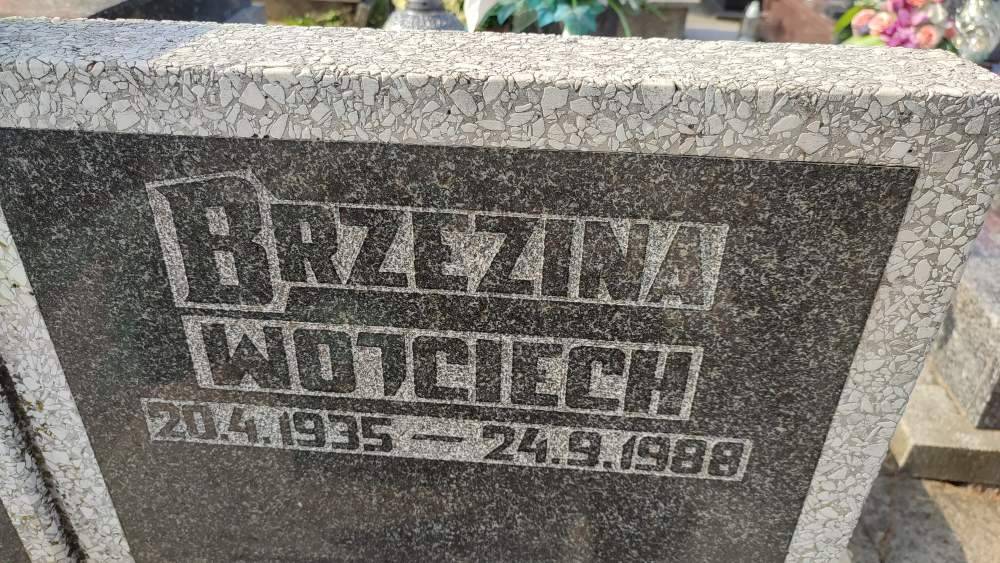 BRZEZINA
WOJCIECH
20.4.1935 — 24.9.1988